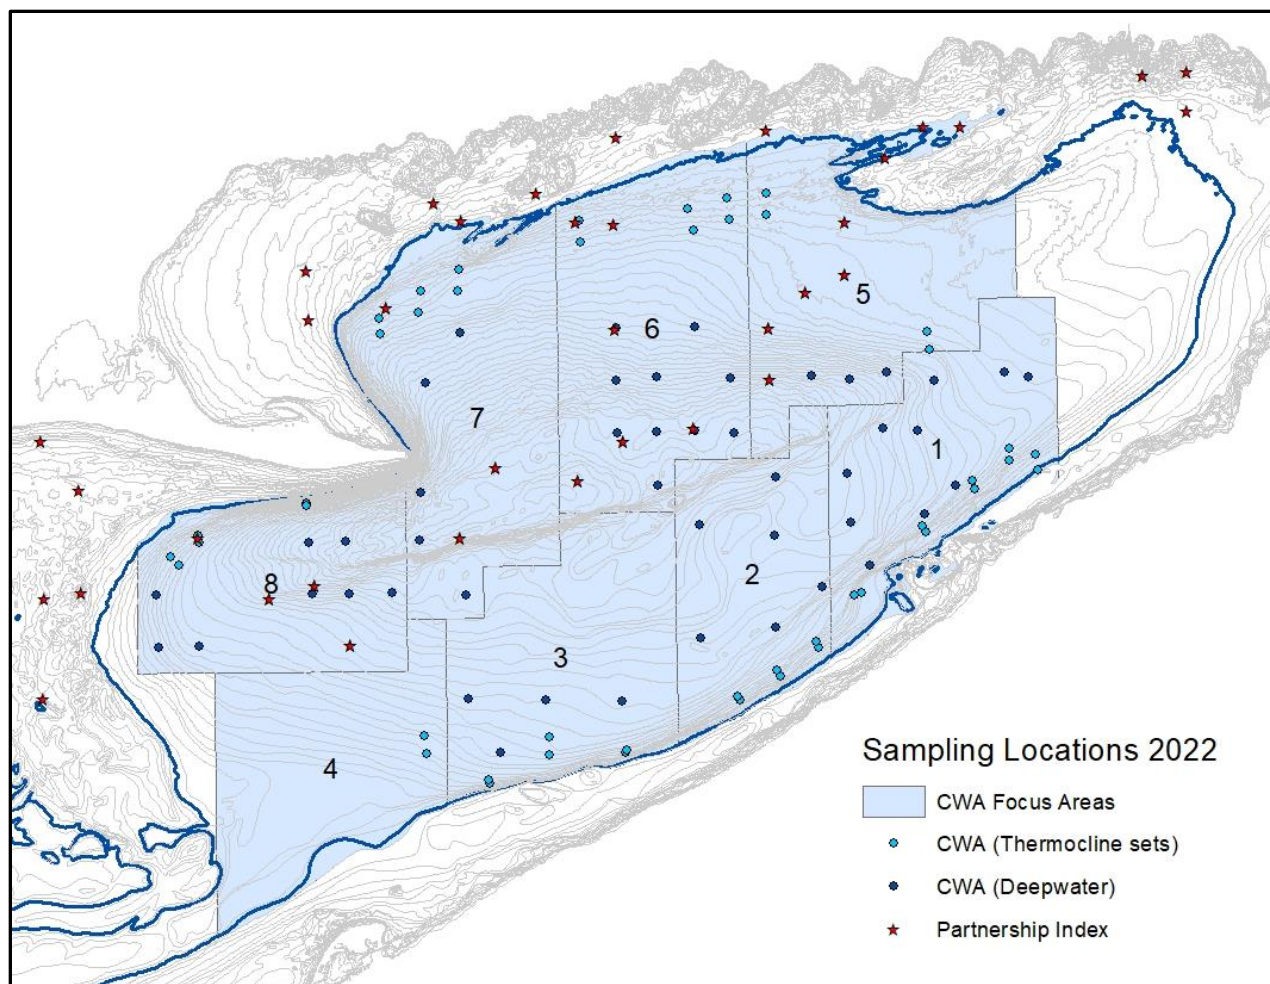 5
6
7
1
2
8
3
4
Sampling Locations 2022
CWA Focus Areas
CWA (Thermocline sets)
CWA (Deepwater)
Partnership Index